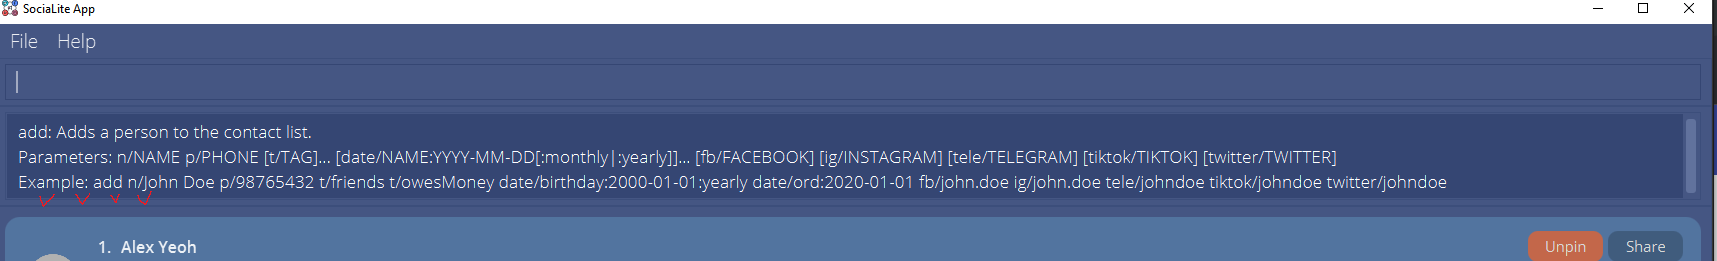 SociaLite App
File Help
add: Adds a person to the contact list.
Parameters: n/NAME p/PHONE [t/TAG]... [date/NAME:YYYY-MM-DD[:monthly|:yearly]]... [fb/FACEBOOK] [ig/INSTAGRAM] [tele/TELEGRAM] [tiktok/TIKTOK] [twitter/TWITTER]
Example: add n/John Doe p/98765432 t/friends t/owesMoney date/birthday:2000-01-01:yearly date/ord:2020-01-01 fb/john.doe ig/john.doe tele/johndoe tiktok/johndoe twitter/johndoe
1. Alex Yeoh Unpin Share